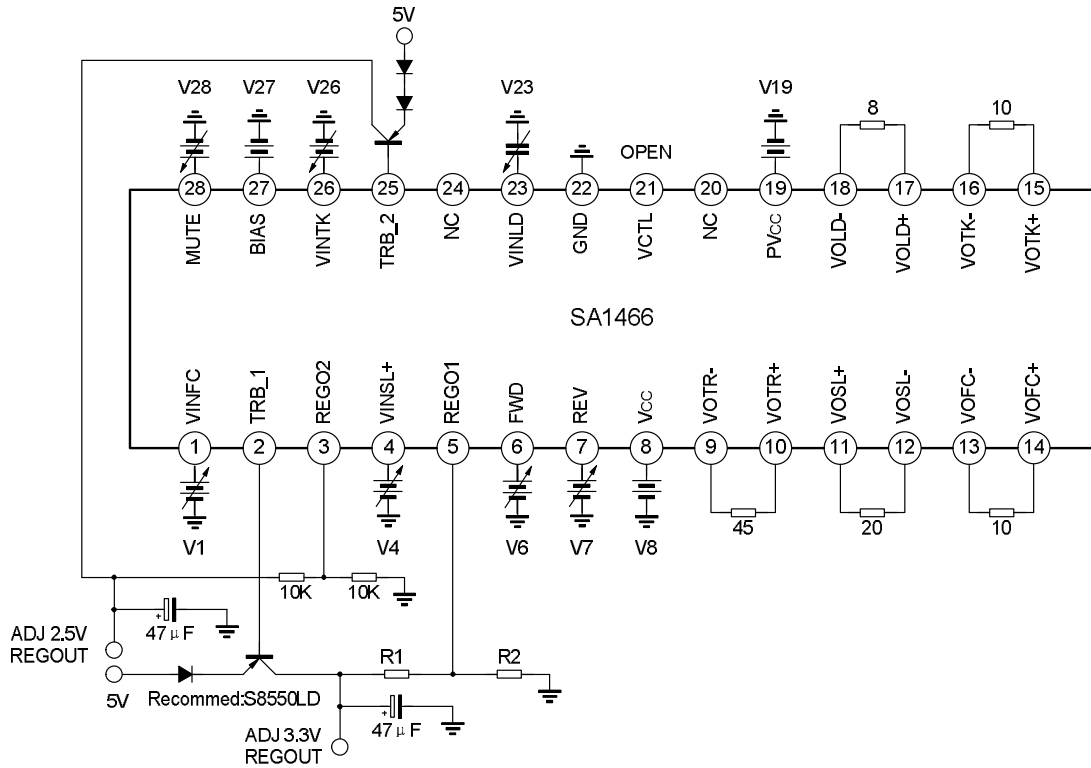 5V
V28 V27 V26 V23 V19 8 10
OPEN
28 27 26 25 24 23 22 21 20 19 18 17 16 15
MUTE BIAS VINTK TRB_2 NC VINLD GND VCTL NC PVCC VOLD- VOLD+ VOTK- VOTK+
SA1466
VINFC TRB_1 REGO2 VINSL+ REGO1 FWD REV VCC VOTR- VOTR+ VOSL+ VOSL- VOFC- VOFC+
1 2 3 4 5 6 7 8 9 10 11 12 13 14
45 20 10
V1 V4 V6 V7 V8
10K 10K
+
47μF
ADJ 2.5V
REGOUT
5V
Recommed:S8550LD
R1 R2
+
47μF
ADJ 3.3V
REGOUT